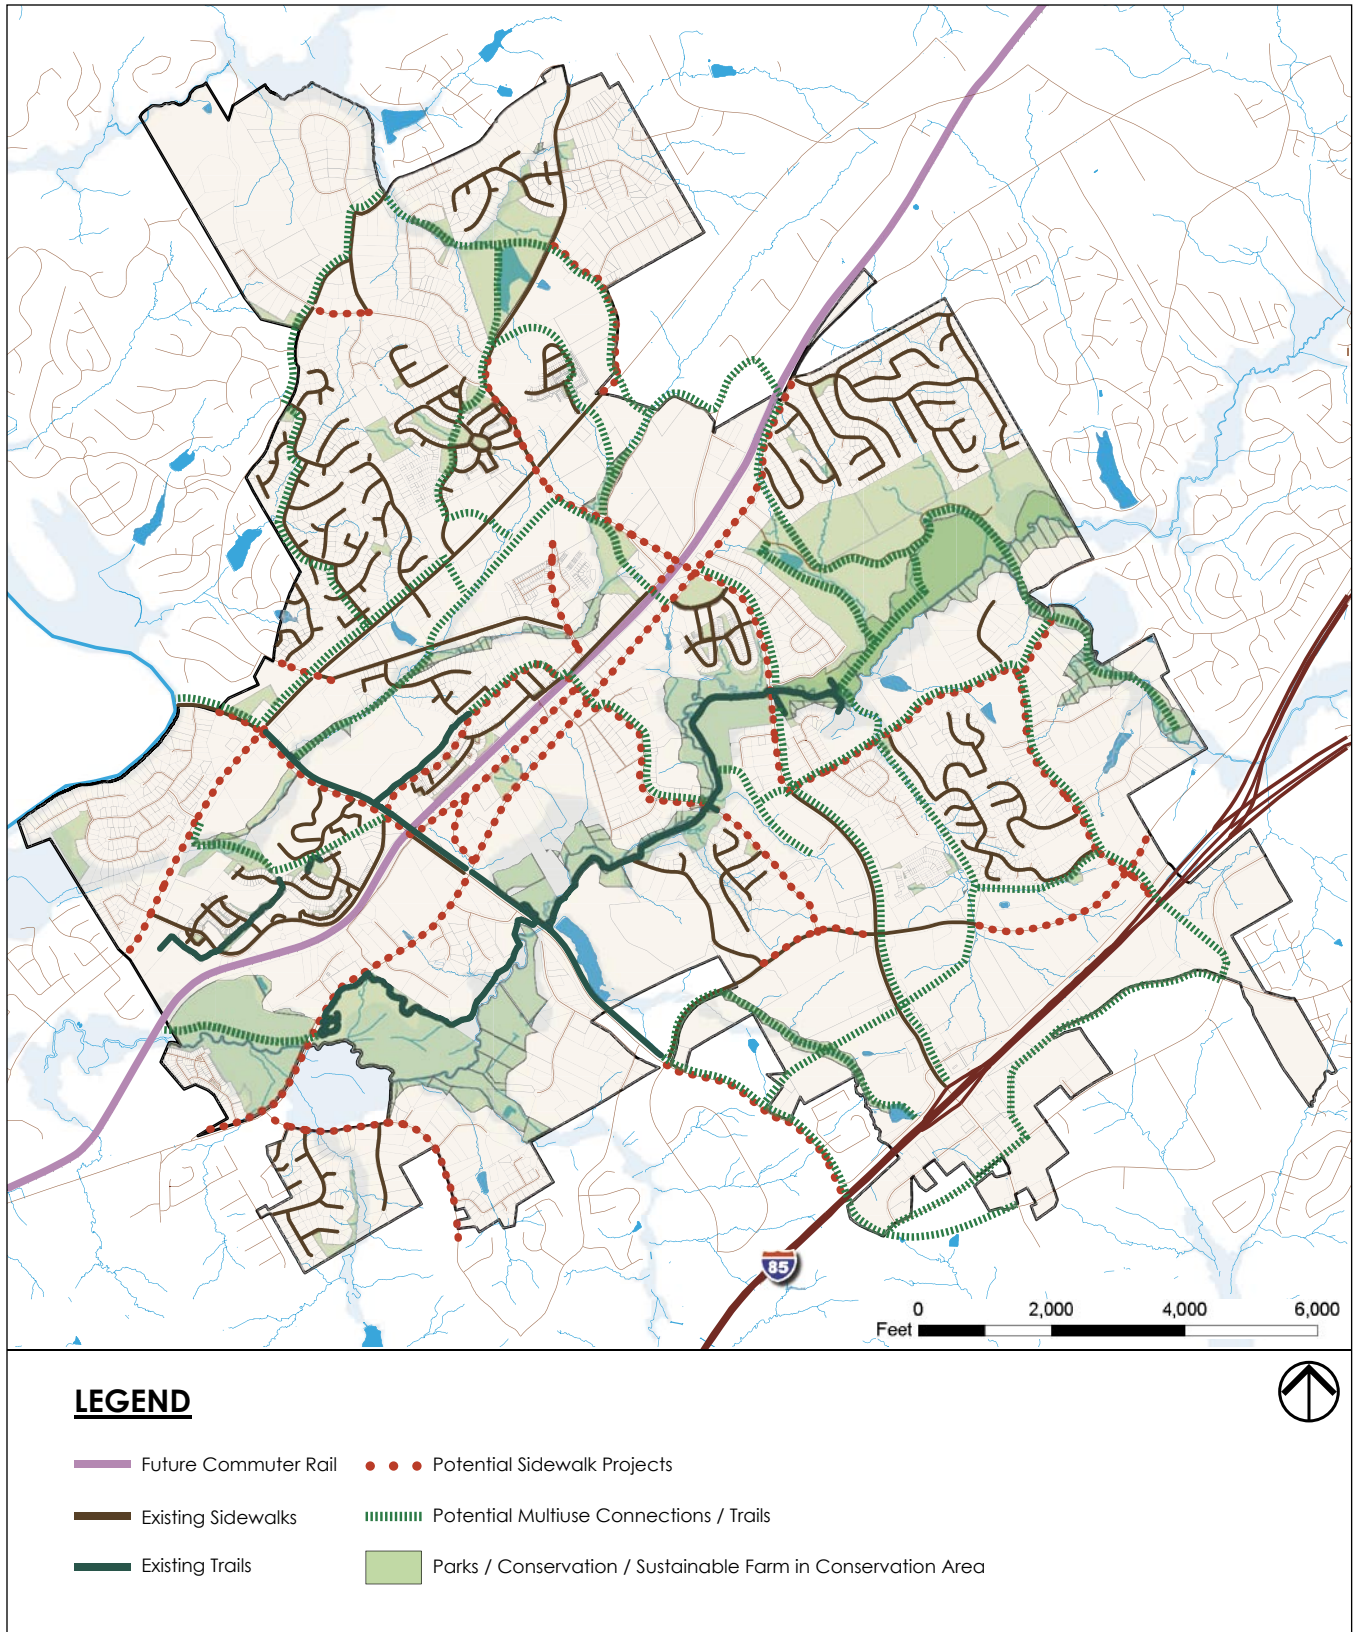 85
0 2,000 4,000 6,000
Feet
LEGEND
Future Commuter Rail
Potential Sidewalk Projects
Existing Sidewalks
Potential Multiuse Connections / Trails
Existing Trails
Parks / Conservation / Sustainable Farm in Conservation Area